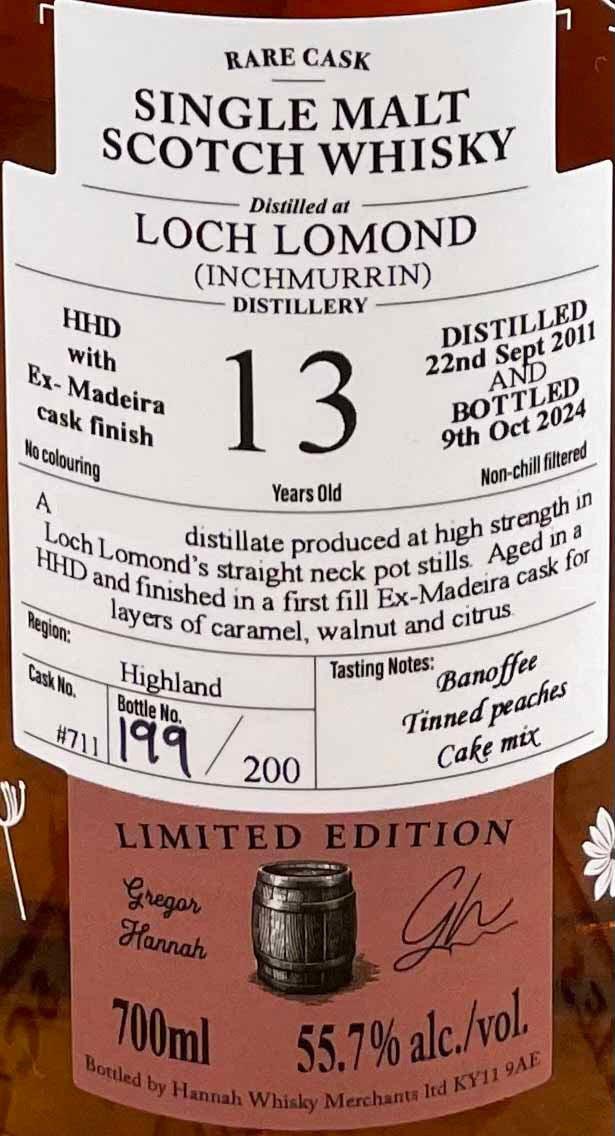 RARE CASK
SINGLE MALT
SCOTCH WHISKY
Distilled at
LOCH LOMOND
(INCHMURRIN)
DISTILLERY
HHD
with
Ex- Madeira
cask finish
No colouring
13
Years Old
DISTILLED
22nd Sept 2011
AND
BOTTLED
9th Oct 2024
Non-chill filtered
A distillate produced at high strength in
Loch Lomond's straight neck pot stills. Aged in a
HHD and finished in a first fill Ex-Madeira cask for
layers of caramel, walnut and citrus.
Region:
Highland
Cask No.
#711
Bottle No.
199/200
Tasting Notes:
Banoffee
Tinned peaches
Cake mix
LIMITED EDITION
Gregor
Hannah
Gh
700ml
55.7% alc./vol.
Bottled by Hannah Whisky Merchants ltd KY11 9AE